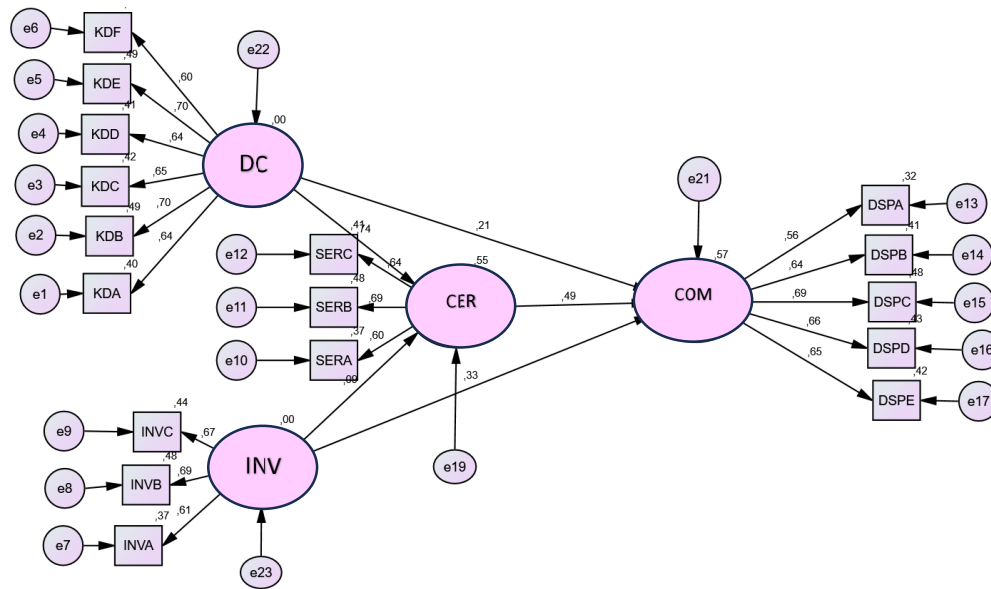 e6
KDF
,60
e22
,49
e5
KDE
,70
,41
e4
KDD
,64
,00
DC
,42
e3
KDC
,65
,49
e2
KDB
,70
,40
e1
KDA
,64
e21
,32
DSPA
e13
,21
,56
,41
DSPB
e14
,64
,57
,48
DSPC
e15
,69
COM
,43
DSPD
e16
,66
,42
DSPE
e17
,65
,41
,74
e12
SERC
,64
,55
,48
e11
SERB
,69
CER
,49
,37
e10
SERA
,60
,09
,33
e19
,44
e9
INVC
,67
,00
INV
,48
e8
INVB
,69
,37
e7
INVA
,61
e23